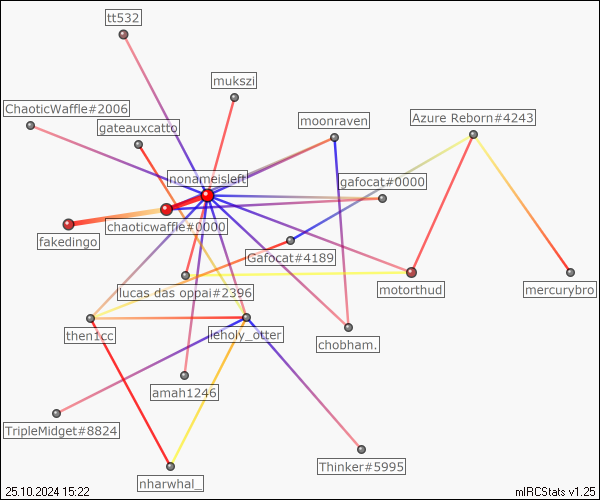 tt532
mukszi
ChaoticWaffle#2006
gateauxcatto
moonraven
Azure Reborn#4243
nonameisleft
gafocat#0000
chaoticwaffle#0000
fakedingo
Gafocat#4189
lucas das oppai#2396
motorthud
mercurybro
then1cc
leholy_otter
chobham.
amah1246
TripleMidget#8824
Thinker#5995
nharwhal_
25.10.2024 15:22
mIRCStats v1.25